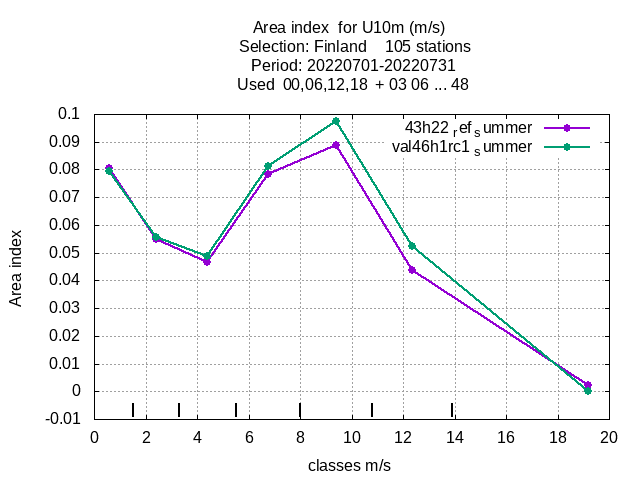 Area index  for U10m (m/s)
Selection: Finland    105 stations
Period: 20220701-20220731
Used  00,06,12,18  + 03 06 ... 48
43h22 ref summer
val46h1rc1 summer
0.1
0.09
0.08
0.07
0.06
0.05
0.04
0.03
0.02
0.01
0
-0.01
Area index
0 2 4 6 8 10 12 14 16 18 20
classes m/s